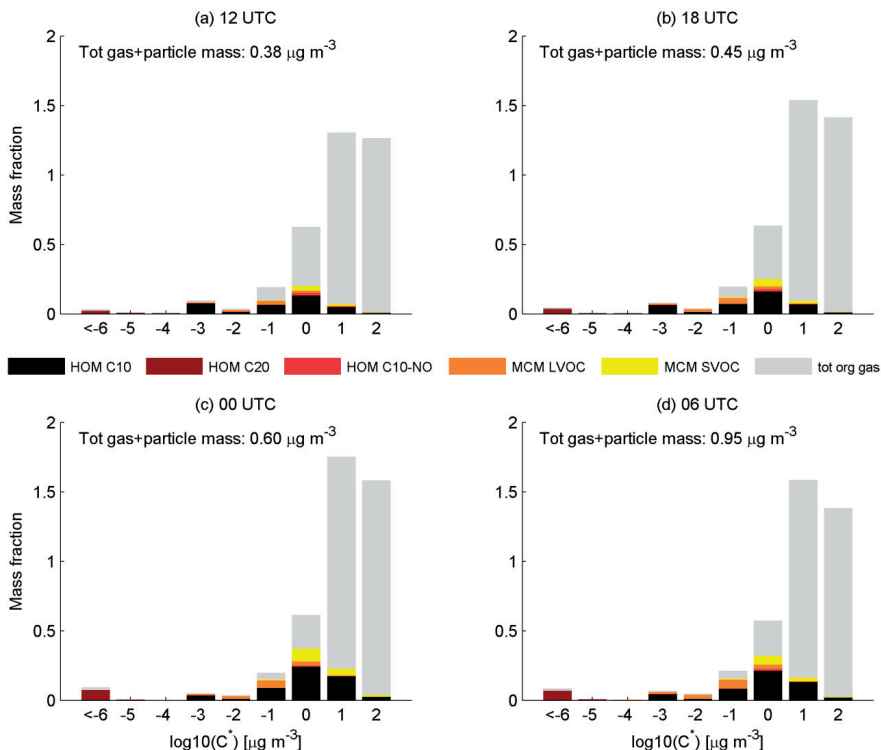 (a) 12 UTC
Tot gas+particle mass: 0.38 μg m-3
Mass fraction
2
1.5
1
0.5
0
<-6 -5 -4 -3 -2 -1 0 1 2
(b) 18 UTC
Tot gas+particle mass: 0.45 μg m-3
2
1.5
1
0.5
0
<-6 -5 -4 -3 -2 -1 0 1 2
HOM C10 HOM C20 HOM C10-NO MCM LVOC MCM SVOC tot org gas
(c) 00 UTC
Tot gas+particle mass: 0.60 μg m-3
Mass fraction
2
1.5
1
0.5
0
<-6 -5 -4 -3 -2 -1 0 1 2
log10(C*) [μg m-3]
(d) 06 UTC
Tot gas+particle mass: 0.95 μg m-3
2
1.5
1
0.5
0
<-6 -5 -4 -3 -2 -1 0 1 2
log10(C*) [μg m-3]